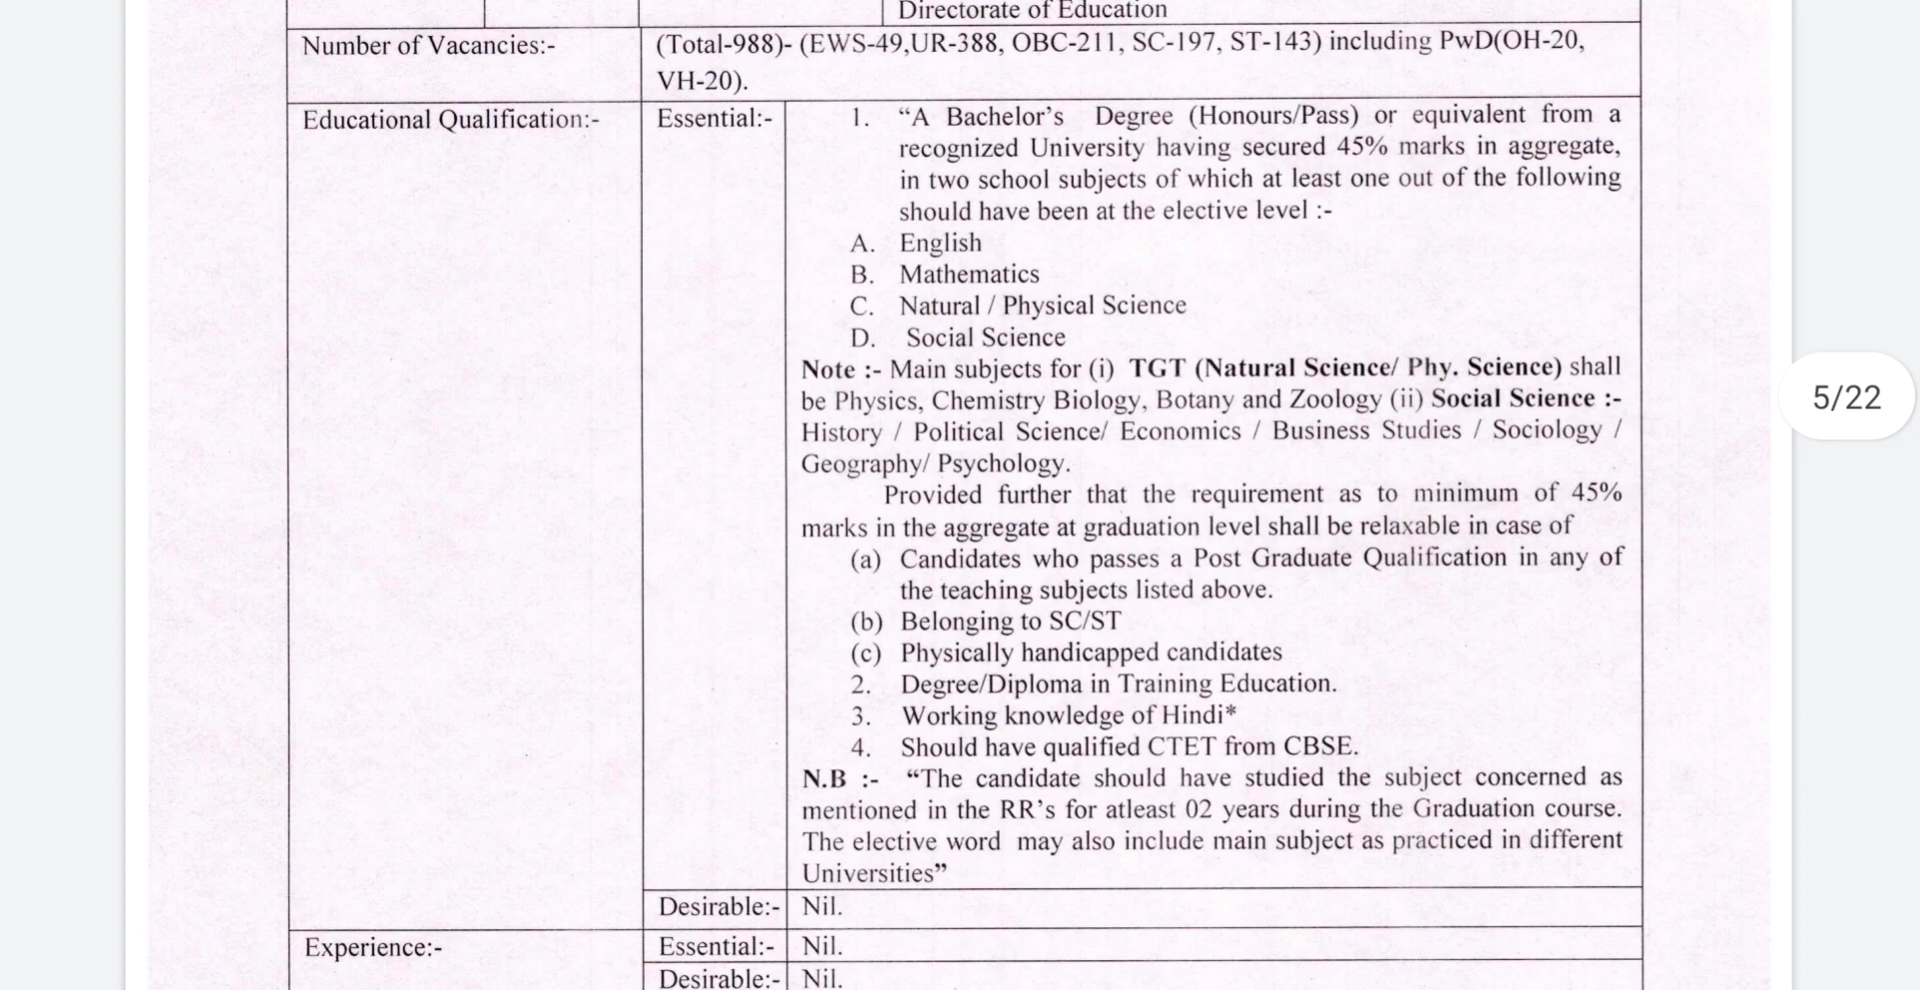 Directorate of Education
Number of Vacancies:-
(Total-988)- (EWS-49,UR-388, OBC-211, SC-197, ST-143) including PwD(OH-20,
VH-20).
Educational Qualification:-
Essential:-
1. “A Bachelor’s Degree (Honours/Pass) or equivalent from a
recognized University having secured 45% marks in aggregate,
in two school subjects of which at least one out of the following
should have been at the elective level :-
A. English
B. Mathematics
C. Natural / Physical Science
D. Social Science
Note :- Main subjects for (i) TGT (Natural Science/ Phy. Science) shall
be Physics, Chemistry Biology, Botany and Zoology (ii) Social Science :-
History / Political Science/ Economics / Business Studies / Sociology /
Geography/ Psychology.
Provided further that the requirement as to minimum of 45%
marks in the aggregate at graduation level shall be relaxable in case of
(a) Candidates who passes a Post Graduate Qualification in any of
the teaching subjects listed above.
(b) Belonging to SC/ST
(c) Physically handicapped candidates
2. Degree/Diploma in Training Education.
3. Working knowledge of Hindi*
4. Should have qualified CTET from CBSE.
N.B :- “The candidate should have studied the subject concerned as
mentioned in the RR’s for atleast 02 years during the Graduation course.
The elective word may also include main subject as practiced in different
Universities”
Desirable:- Nil.
Experience:-
Essential:- Nil.
Desirable:- Nil.
5/22